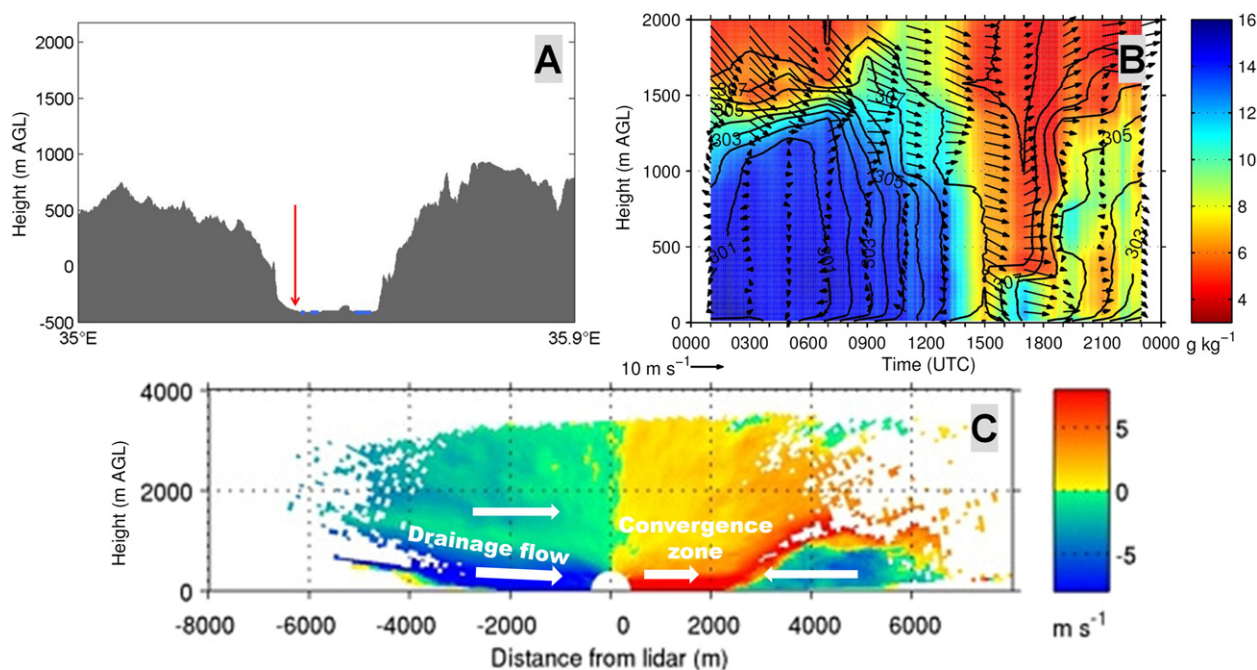 A
Height (m AGL)
2000
1500
1000
500
0
-500
35°E
35.9°E
B
Height (m AGL)
2000
1500
1000
500
0
307
305
303
301
301
303
305
307
307
305
303
0000 0300 0600 0900 1200 1500 1800 2100 0000
10 m s⁻¹
Time (UTC)
16
14
12
10
8
6
4
g kg⁻¹
C
Height (m AGL)
4000
2000
0
Drainage flow
Convergence
zone
-8000 -6000 -4000 -2000 0 2000 4000 6000
Distance from lidar (m)
5
0
-5
m s⁻¹